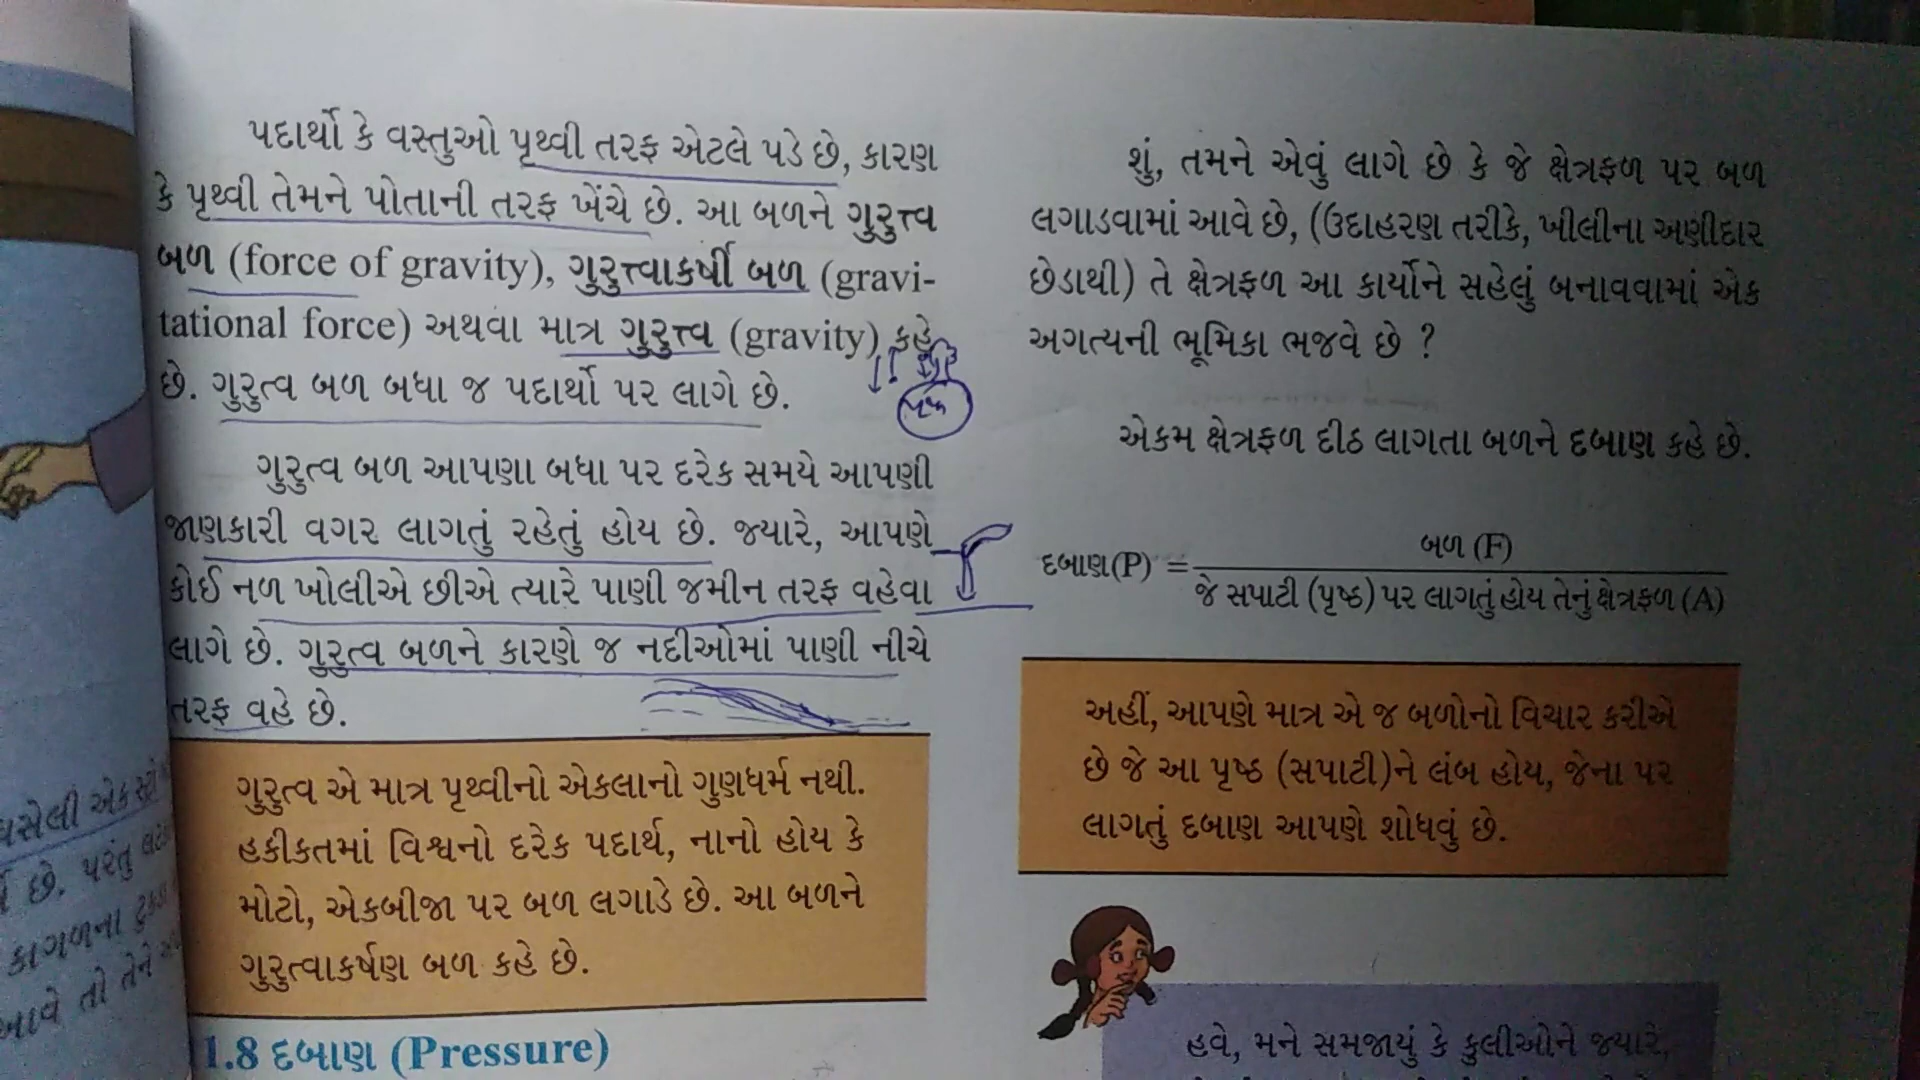 પદાર્થો કે વસ્તુઓ પૃથ્વી તરફ એટલે પડે છે, કારણ
કે પૃથ્વી તેમને પોતાની તરફ ખેંચે છે. આ બળને ગુરુત્ત્વ
બળ (force of gravity), ગુરુત્ત્વાકર્ષી બળ (gravi-
tational force) અથવા માત્ર ગુરુત્ત્વ (gravity) કહે
છે. ગુરુત્વ બળ બધા જ પદાર્થો પર લાગે છે.
ગુરુત્વ બળ આપણા બધા પર દરેક સમયે આપણી
જાણકારી વગર લાગતું રહેતું હોય છે. જ્યારે, આપણે
કોઈ નળ ખોલીએ છીએ ત્યારે પાણી જમીન તરફ વહેવા
લાગે છે. ગુરુત્વ બળને કારણે જ નદીઓમાં પાણી નીચે
તરફ વહે છે.
ગુરુત્વ એ માત્ર પૃથ્વીનો એકલાનો ગુણધર્મ નથી.
હકીકતમાં વિશ્વનો દરેક પદાર્થ, નાનો હોય કે
મોટો, એકબીજા પર બળ લગાડે છે. આ બળને
ગુરુત્વાકર્ષણ બળ કહે છે.
1.8 દબાણ (Pressure)
છે. પરંતુ
કાગળના
આવે તો તેને
શું, તમને એવું લાગે છે કે જે ક્ષેત્રફળ પર બળ
લગાડવામાં આવે છે, (ઉદાહરણ તરીકે, ખીલીના અણીદાર
છેડાથી) તે ક્ષેત્રફળ આ કાર્યોને સહેલું બનાવવામાં એક
અગત્યની ભૂમિકા ભજવે છે ?
એકમ ક્ષેત્રફળ દીઠ લાગતા બળને દબાણ કહે છે.
દબાણ(P) = બળ (F)
જે સપાટી (પૃષ્ઠ) પર લાગતું હોય તેનું ક્ષેત્રફળ (A)
અહીં, આપણે માત્ર એ જ બળોનો વિચાર કરીએ
છે જે આ પૃષ્ઠ (સપાટી)ને લંબ હોય, જેના પર
લાગતું દબાણ આપણે શોધવું છે.
હવે, મને સમજાયું કે કુલીઓને જ્યારે,